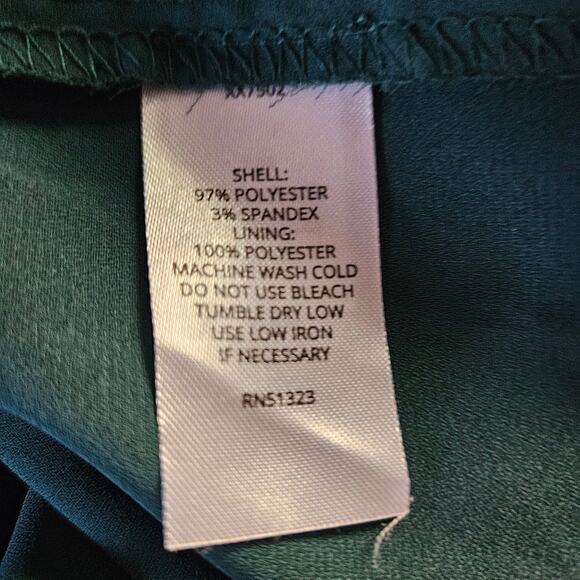 XX7502
SHELL:
97% POLYESTER
3% SPANDEX
LINING:
100% POLYESTER
MACHINE WASH COLD
DO NOT USE BLEACH
TUMBLE DRY LOW
USE LOW IRON
IF NECESSARY
RN51323